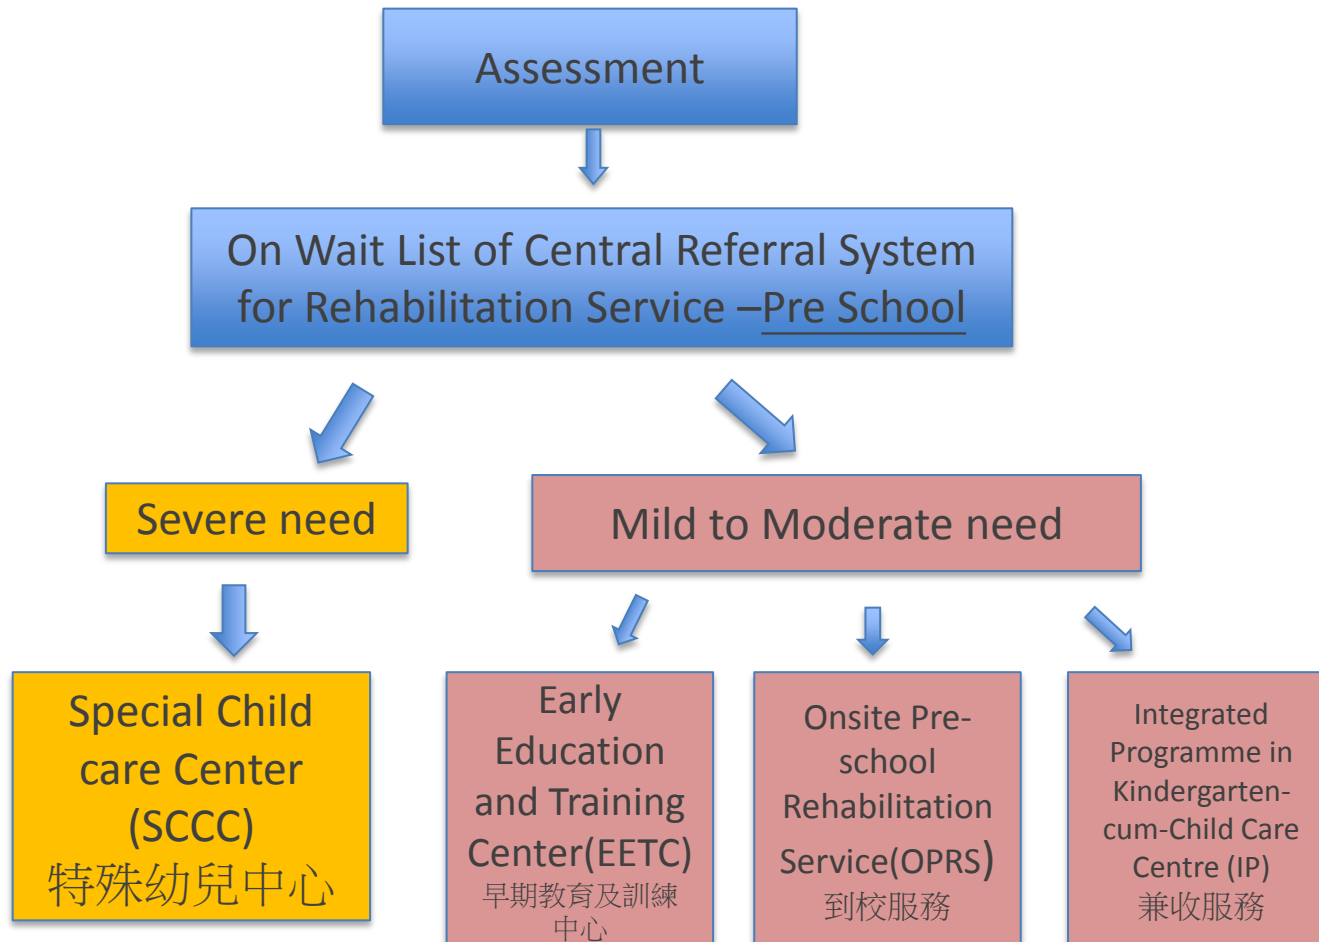 Assessment
On Wait List of Central Referral System
for Rehabilitation Service –Pre School
Severe need
Mild to Moderate need
Special Child
care Center
(SCCC)
特殊幼兒中心
Early
Education
and Training
Center(EETC)
早期教育及訓練
中心
Onsite Pre-
school
Rehabilitation
Service(OPRS)
到校服務
Integrated
Programme in
Kindergarten-
cum-Child Care
Centre (IP)
兼收服務